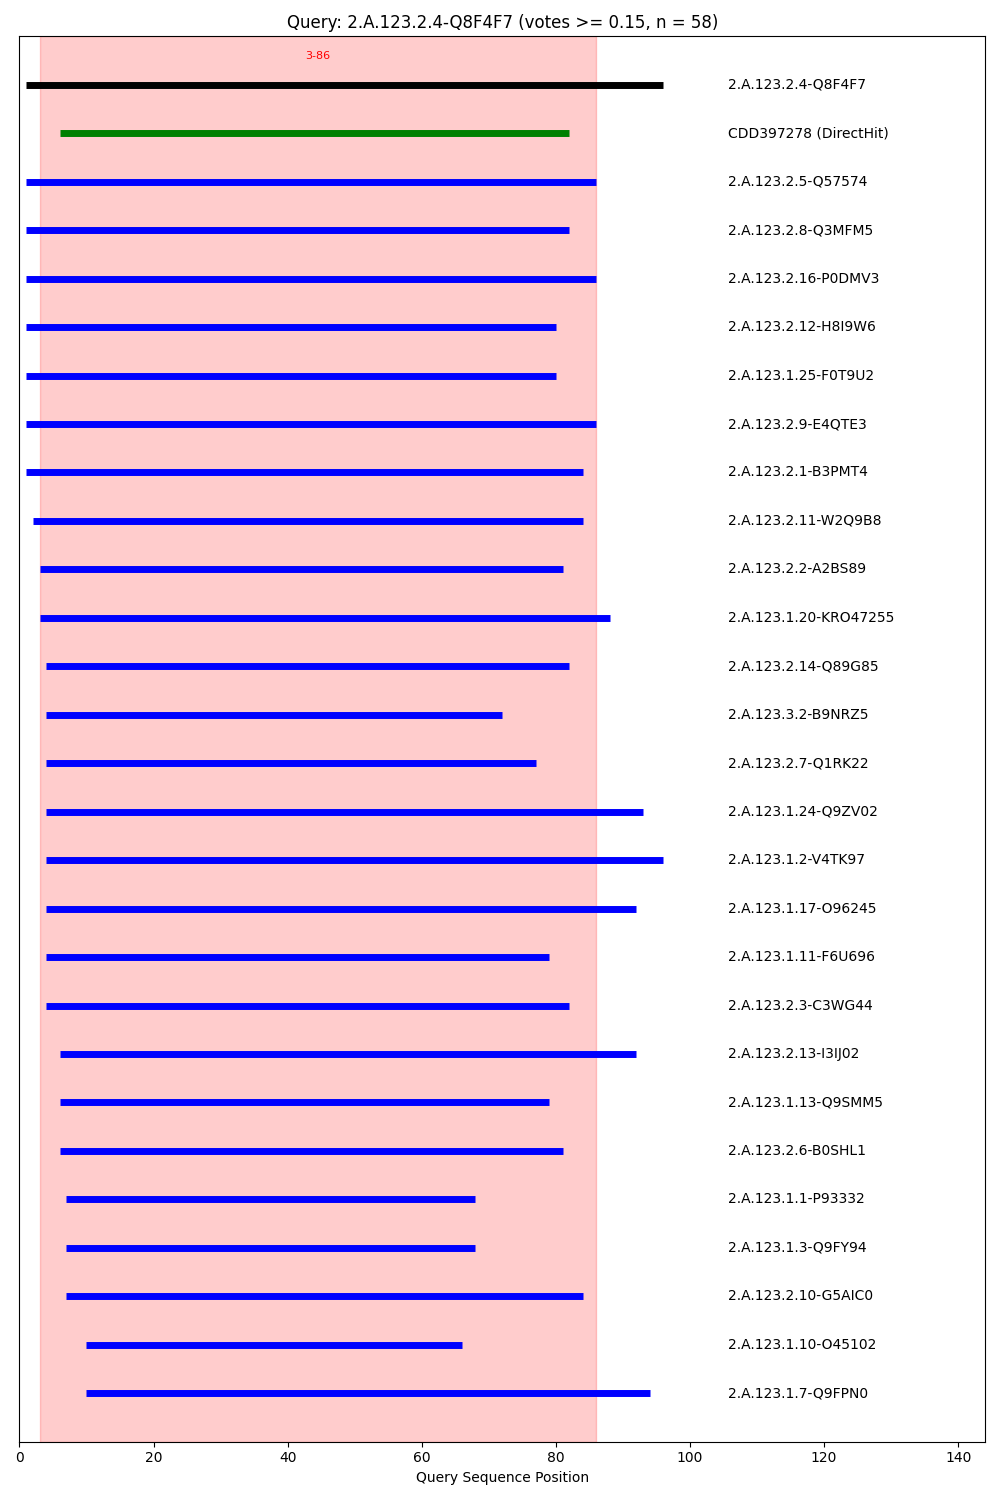 Query: 2.A.123.2.4-Q8F4F7 (votes >= 0.15, n = 58)
3-86
2.A.123.2.4-Q8F4F7
CDD397278 (DirectHit)
2.A.123.2.5-Q57574
2.A.123.2.8-Q3MFM5
2.A.123.2.16-P0DMV3
2.A.123.2.12-H8I9W6
2.A.123.1.25-F0T9U2
2.A.123.2.9-E4QTE3
2.A.123.2.1-B3PMT4
2.A.123.2.11-W2Q9B8
2.A.123.2.2-A2BS89
2.A.123.1.20-KRO47255
2.A.123.2.14-Q89G85
2.A.123.3.2-B9NRZ5
2.A.123.2.7-Q1RK22
2.A.123.1.24-Q9ZV02
2.A.123.1.2-V4TK97
2.A.123.1.17-O96245
2.A.123.1.11-F6U696
2.A.123.2.3-C3WG44
2.A.123.2.13-I3IJ02
2.A.123.1.13-Q9SMM5
2.A.123.2.6-B0SHL1
2.A.123.1.1-P93332
2.A.123.1.3-Q9FY94
2.A.123.2.10-G5AIC0
2.A.123.1.10-O45102
2.A.123.1.7-Q9FPN0
0 20 40 60 80 100 120 140
Query Sequence Position